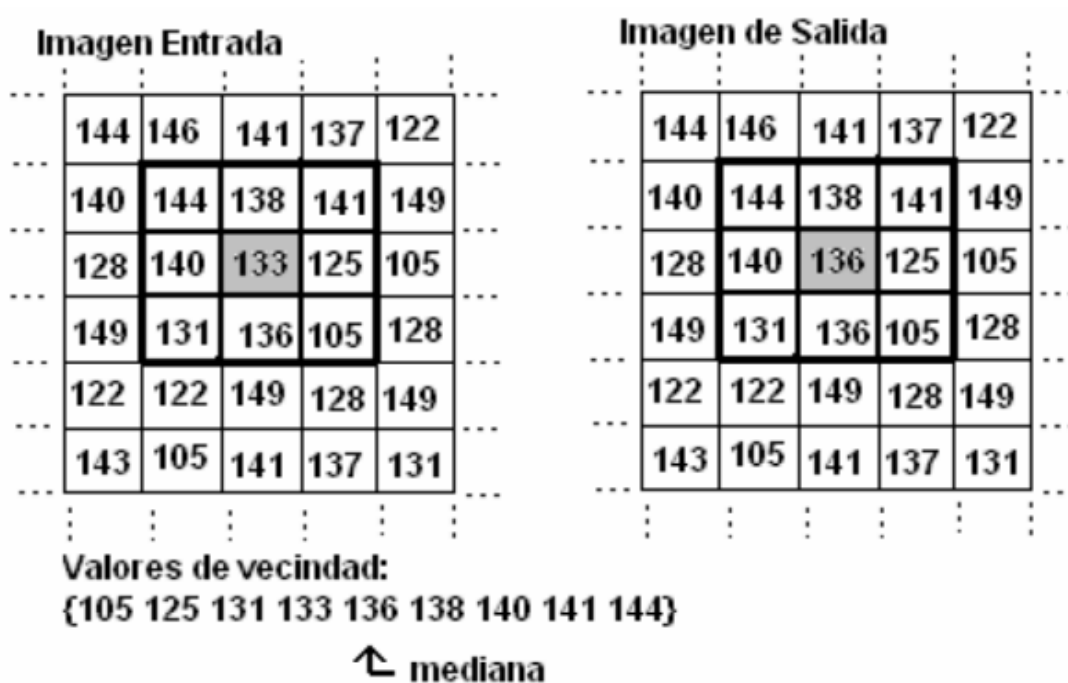 Imagen Entrada
144 146 141 137 122
140 144 138 141 149
128 140 133 125 105
149 131 136 105 128
122 122 149 128 149
143 105 141 137 131
Imagen de Salida
144 146 141 137 122
140 144 138 141 149
128 140 136 125 105
149 131 136 105 128
122 122 149 128 149
143 105 141 137 131
Valores de vecindad:
{105 125 131 133 136 138 140 141 144}
mediana